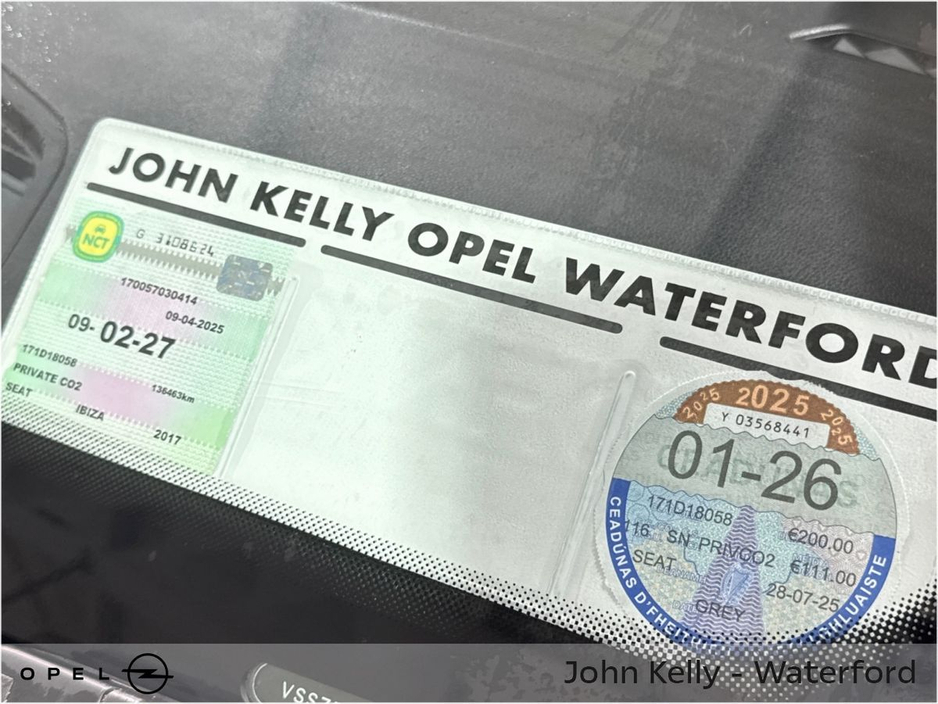 JOHN KELLY OPEL WATERFORD
NCT
G 3108624
170057030414
09-04-2025
09- 02-27
171D18058
PRIVATE CO2 136463km
SEAT
IBIZA
2017
2025 2025 2025
Y 03568441
01-26
171D18058 €200.00
116 SN PRIVCO2 €111.00
SEAT
28-07-25
GREY
CEADÚNAS
OPEL
John Kelly - Waterford